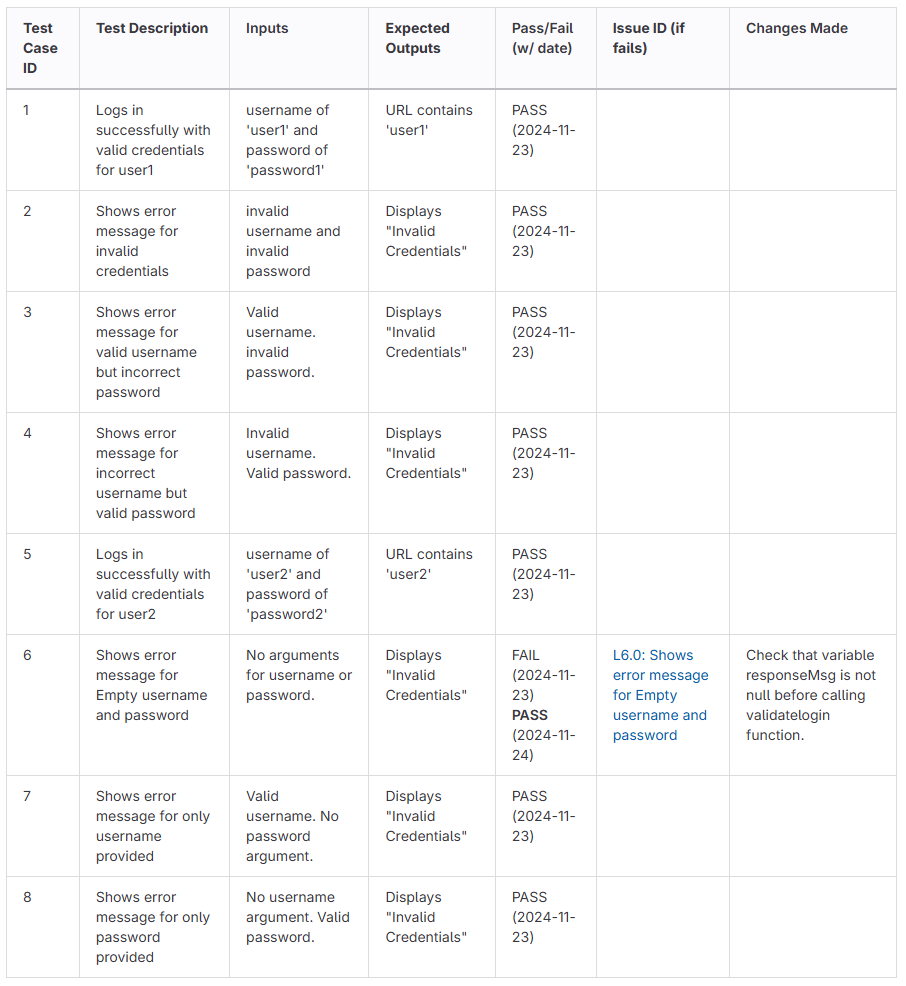 Test Case ID | Test Description | Inputs | Expected Outputs | Pass/Fail (w/ date) | Issue ID (if fails) | Changes Made
1 | Logs in successfully with valid credentials for user1 | username of 'user1' and password of 'password1' | URL contains 'user1' | PASS (2024-11-23) | |
2 | Shows error message for invalid credentials | invalid username and invalid password | Displays "Invalid Credentials" | PASS (2024-11-23) | |
3 | Shows error message for valid username but incorrect password | Valid username. invalid password. | Displays "Invalid Credentials" | PASS (2024-11-23) | |
4 | Shows error message for incorrect username but valid password | Invalid username. Valid password. | Displays "Invalid Credentials" | PASS (2024-11-23) | |
5 | Logs in successfully with valid credentials for user2 | username of 'user2' and password of 'password2' | URL contains 'user2' | PASS (2024-11-23) | |
6 | Shows error message for Empty username and password | No arguments for username or password. | Displays "Invalid Credentials" | FAIL (2024-11-23) PASS (2024-11-24) | L6.0: Shows error message for Empty username and password | Check that variable responseMsg is not null before calling validatelogin function.
7 | Shows error message for only username provided | Valid username. No password argument. | Displays "Invalid Credentials" | PASS (2024-11-23) | |
8 | Shows error message for only password provided | No username argument. Valid password. | Displays "Invalid Credentials" | PASS (2024-11-23) | |